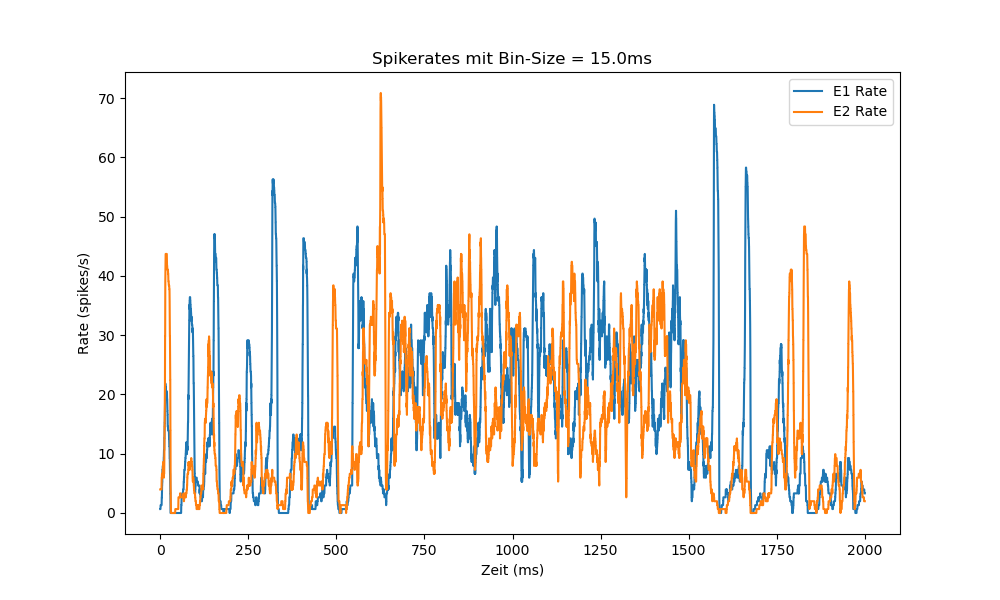 Spikerates mit Bin-Size = 15.0ms
E1 Rate
E2 Rate
70
60
50
40
30
20
10
0
Rate (spikes/s)
0 250 500 750 1000 1250 1500 1750 2000
Zeit (ms)